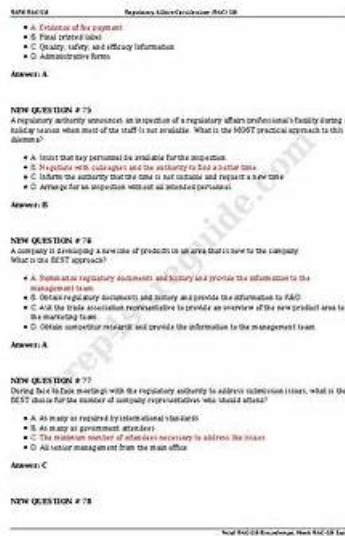 • A. Evidence of fee payment
• B. Final printed label
• C. Quality, safety, and efficacy information
• D. Administrative forms
Answer: A
NEW QUESTION # 75
A regulatory authority announces an inspection of a regulatory affairs professional's facility during
holiday season when most of the staff is not available. What is the MOST practical approach to this
dilemma?
• A. Insist that key personnel be available for the inspection.
• B. Negotiate with colleagues and the authority to find a better time
• C. Inform the authority that the time is not suitable and request a new time
• D. Arrange for an inspection without all intended personnel.
Answer: B
NEW QUESTION # 76
A company is developing a new line of products in an area that is new to the company.
What is the BEST approach?
• A. Summarize regulatory documents and history and provide the information to the
management team
• B. Obtain regulatory documents and history and provide the information to R&D
• C. Ask the trade association representative to provide an overview of the new product area to
the marketing team
• D. Obtain competitor research and provide the information to the management team
Answer: A
NEW QUESTION # 77
During face to face meetings with the regulatory authority to address submission issues, what is the
BEST choice for the number of company representatives who should attend?
• A. As many as required by international standards
• B. As many as government attendees
• C. The minimum number of attendees necessary to address the issues
• D. All senior management from the main office
Answer: C
NEW QUESTION # 78